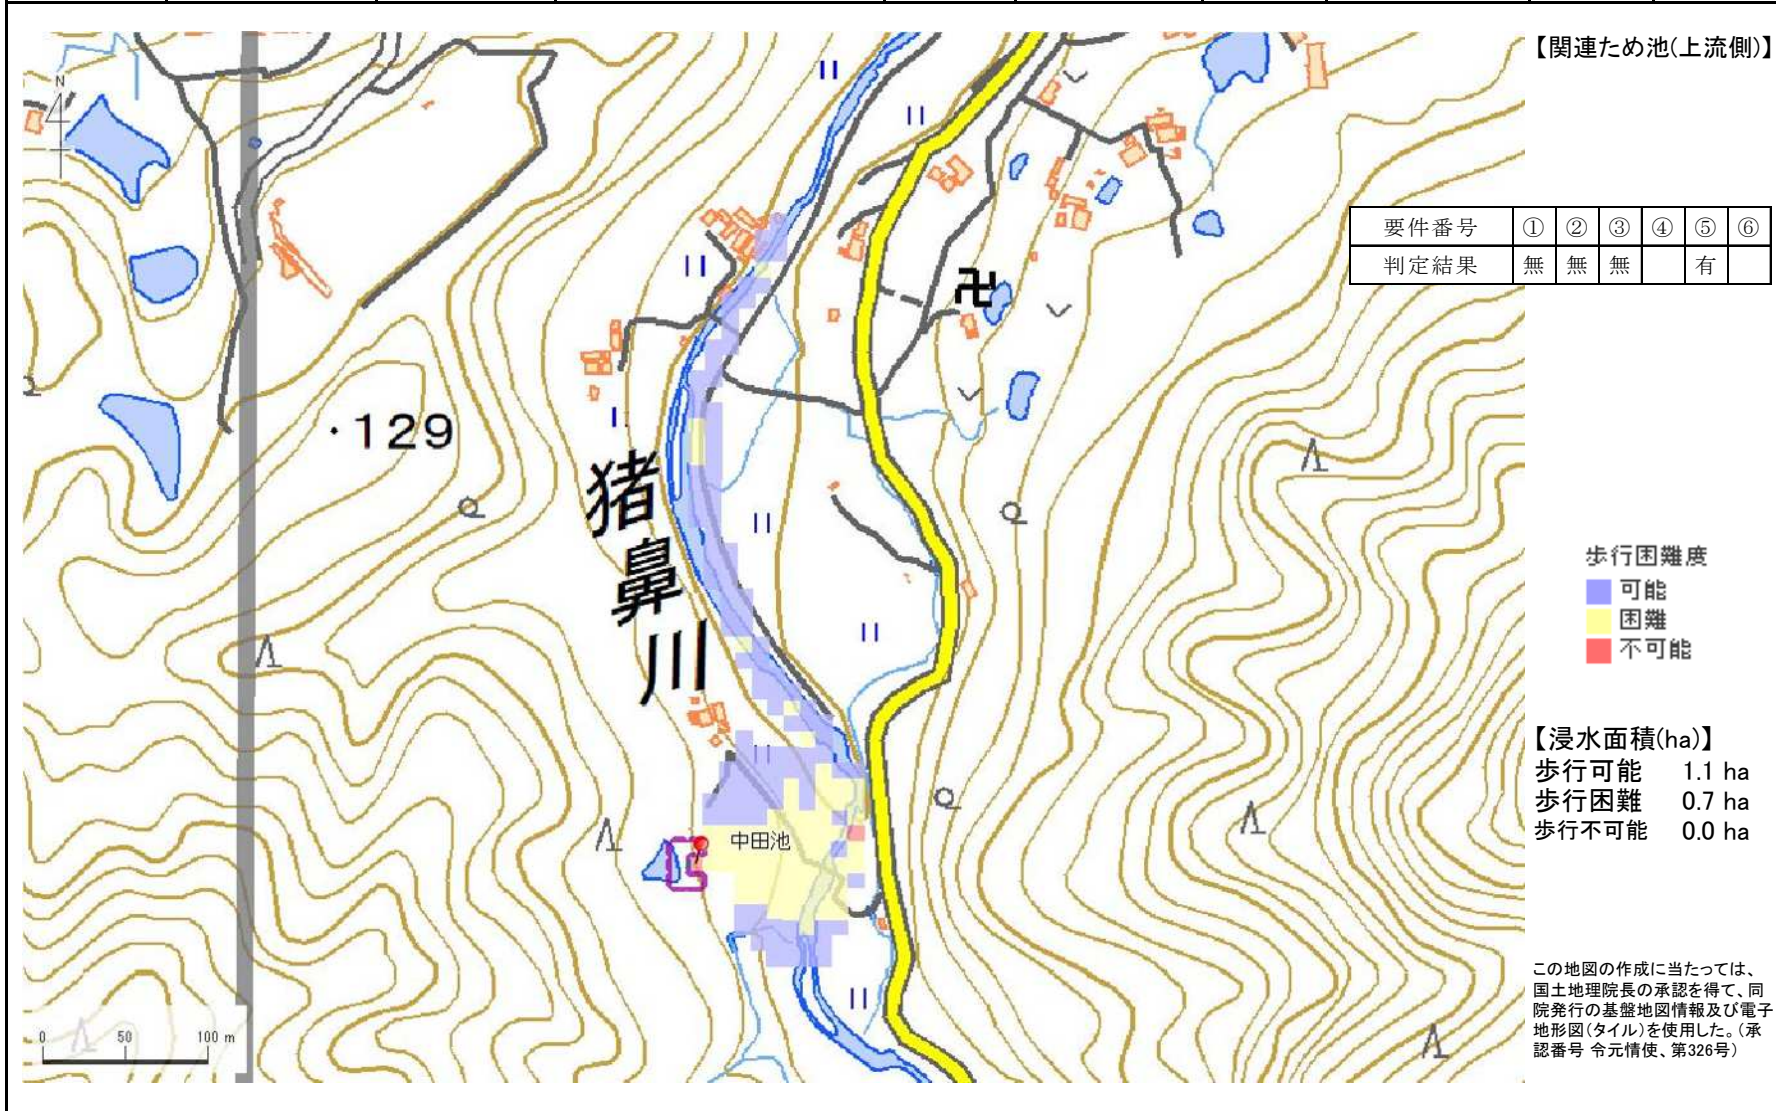 【関連ため池(上流側)】
N
要件番号 ① ② ③ ④ ⑤ ⑥
判定結果 無 無 無 有
・129
猪鼻川
歩行困難度
可能
困難
不可能
【浸水面積(ha)】
歩行可能 1.1 ha
歩行困難 0.7 ha
歩行不可能 0.0 ha
中田池
この地図の作成に当たっては、
国土地理院長の承認を得て、同
院発行の基盤地図情報及び電子
地形図(タイル)を使用した。(承
認番号 令元情使、第326号)
0 50 100 m